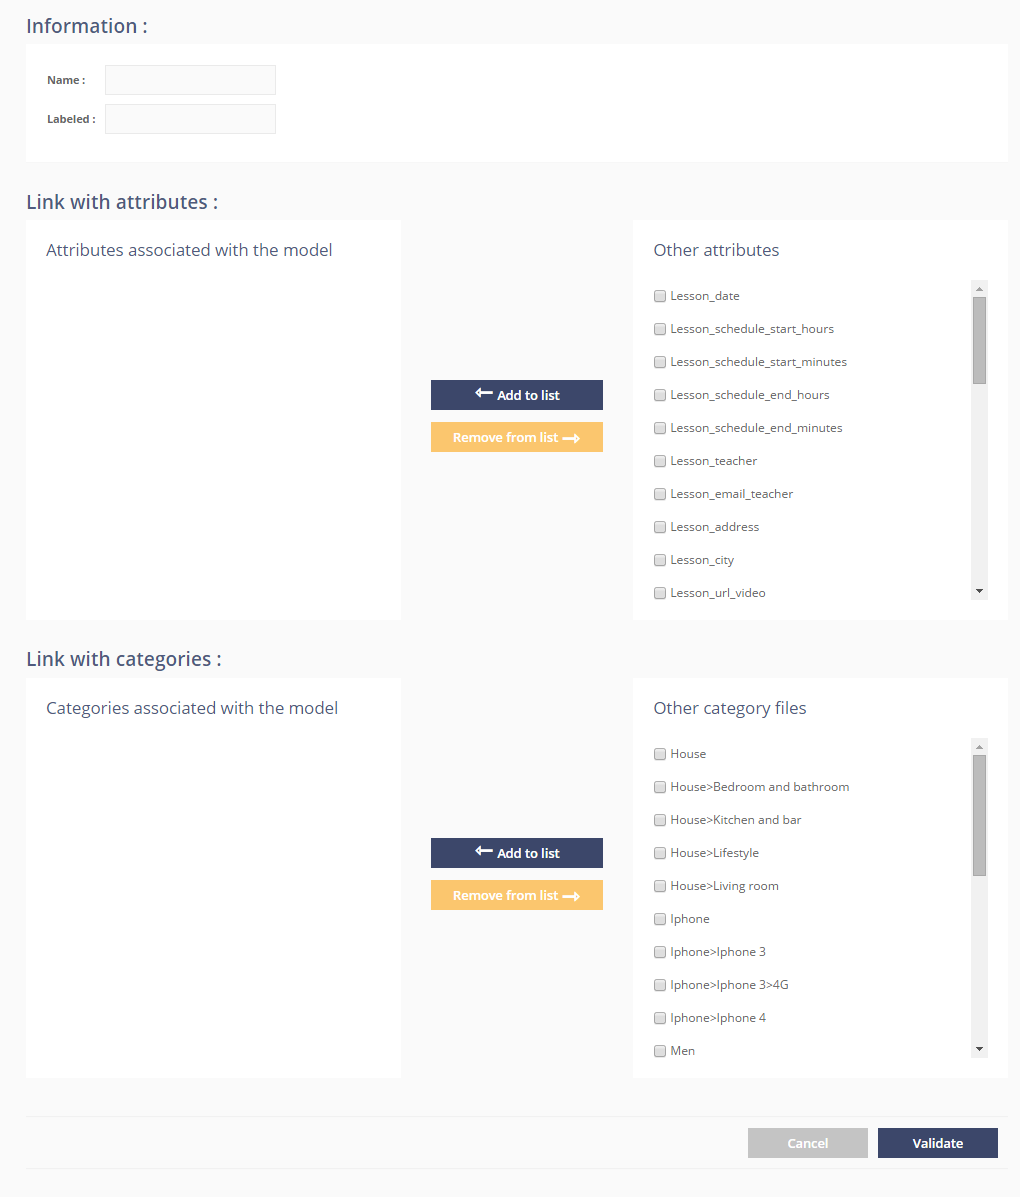 Information :
Name :
Labeled :
Link with attributes :
Attributes associated with the model
Add to list
Remove from list
Other attributes
Lesson_date
Lesson_schedule_start_hours
Lesson_schedule_start_minutes
Lesson_schedule_end_hours
Lesson_schedule_end_minutes
Lesson_teacher
Lesson_email_teacher
Lesson_address
Lesson_city
Lesson_url_video
Link with categories :
Categories associated with the model
Add to list
Remove from list
Other category files
House
House>Bedroom and bathroom
House>Kitchen and bar
House>Lifestyle
House>Living room
Iphone
Iphone>Iphone 3
Iphone>Iphone 3>4G
Iphone>Iphone 4
Men
Cancel
Validate